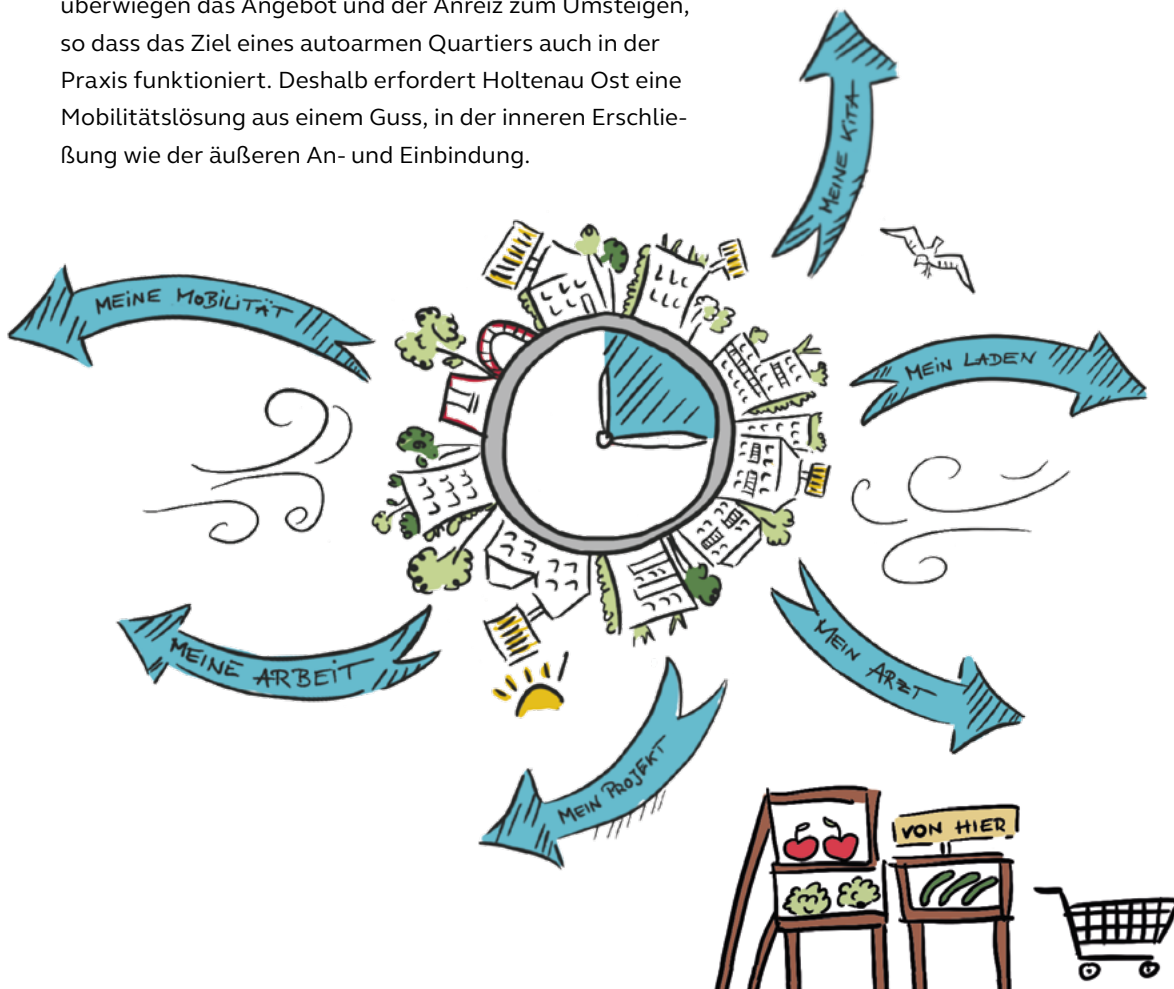 überwiegen das Angebot und der Anreiz zum Umsteigen,
so dass das Ziel eines autoarmen Quartiers auch in der
Praxis funktioniert. Deshalb erfordert Holtenau Ost eine
Mobilitätslösung aus einem Guss, in der inneren Erschlie-
ßung wie der äußeren An- und Einbindung.
MEINE KITA
MEINE MOBILITÄT
MEIN LADEN
MEINE ARBEIT
MEIN ARZT
MEIN PROJEKT
VON HIER